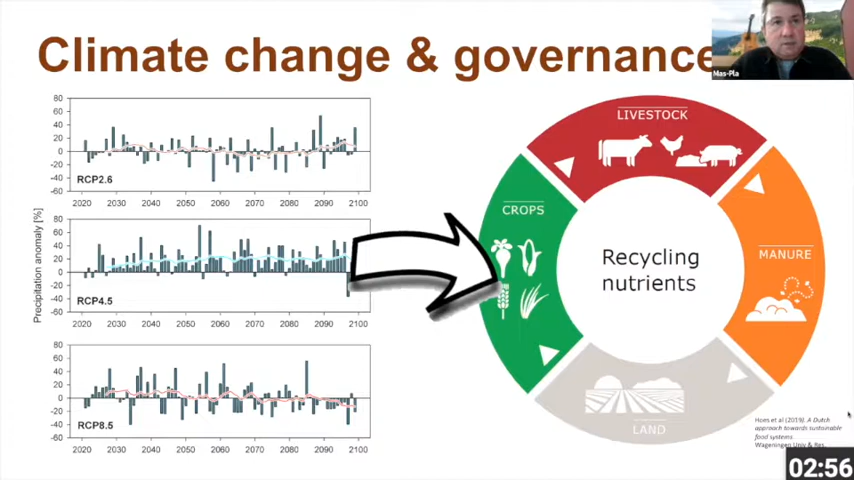 Climate change & governance
Mas-Pla
Precipitation anomaly [%]
80
60
40
20
0
-20
-40
-60
RCP2.6
2020 2030 2040 2050 2060 2070 2080 2090 2100
80
60
40
20
0
-20
-40
-60
RCP4.5
2020 2030 2040 2050 2060 2070 2080 2090 2100
80
60
40
20
0
-20
-40
-60
RCP8.5
2020 2030 2040 2050 2060 2070 2080 2090 2100
LIVESTOCK
CROPS
MANURE
LAND
Recycling
nutrients
Hoes et al (2019). A Dutch
approach towards sustainable
food systems.
Wageningen Univ & Res.
02:56